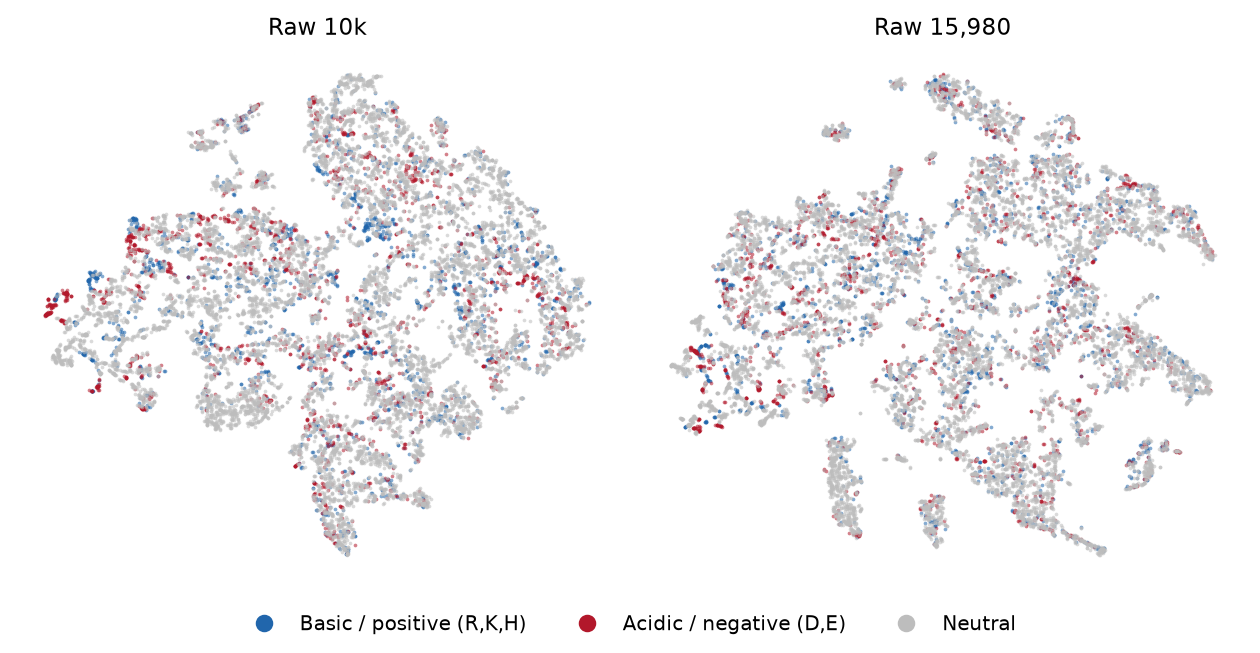 Raw 10k
Raw 15,980
Basic / positive (R,K,H)
Acidic / negative (D,E)
Neutral